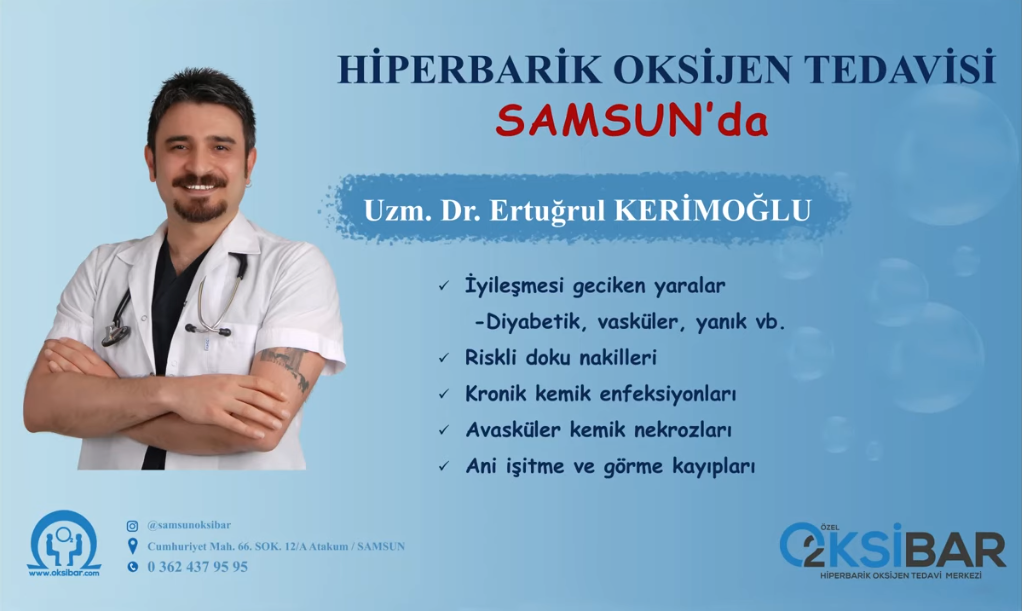 HİPERBARİK OKSİJEN TEDAVİSİ
SAMSUN'da
Uzm. Dr. Ertuğrul KERİMOĞLU
✓ İyileşmesi geciken yaralar
-Diyabetik, vasküler, yanık vb.
✓ Riskli doku nakilleri
✓ Kronik kemik enfeksiyonları
✓ Avasküler kemik nekrozları
✓ Ani işitme ve görme kayıpları
@samsunoksibar
Cumhuriyet Mah. 66. SOK. 12/A Atakum / SAMSUN
0 362 437 95 95
O2
www.oksibar.com
ÖZEL
O2KSİBAR
HİPERBARİK OKSİJEN TEDAVİ MERKEZİ